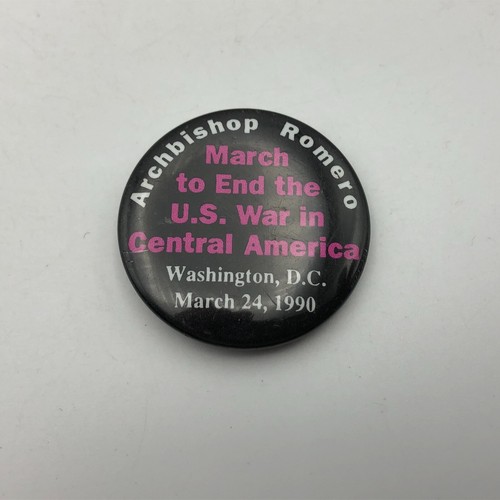 Archbishop Romero
March
to End the
U.S. War in
Central America
Washington, D.C.
March 24, 1990